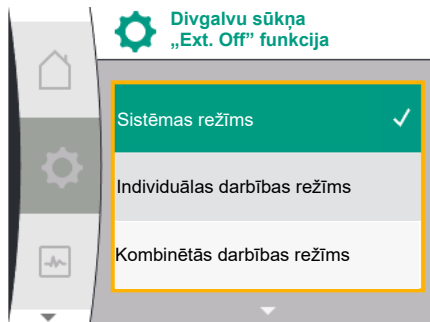 Divgalvu sūkņa
„Ext. Off” funkcija
Sistēmas režīms
Individuālas darbības režīms
Kombinētās darbības režīms